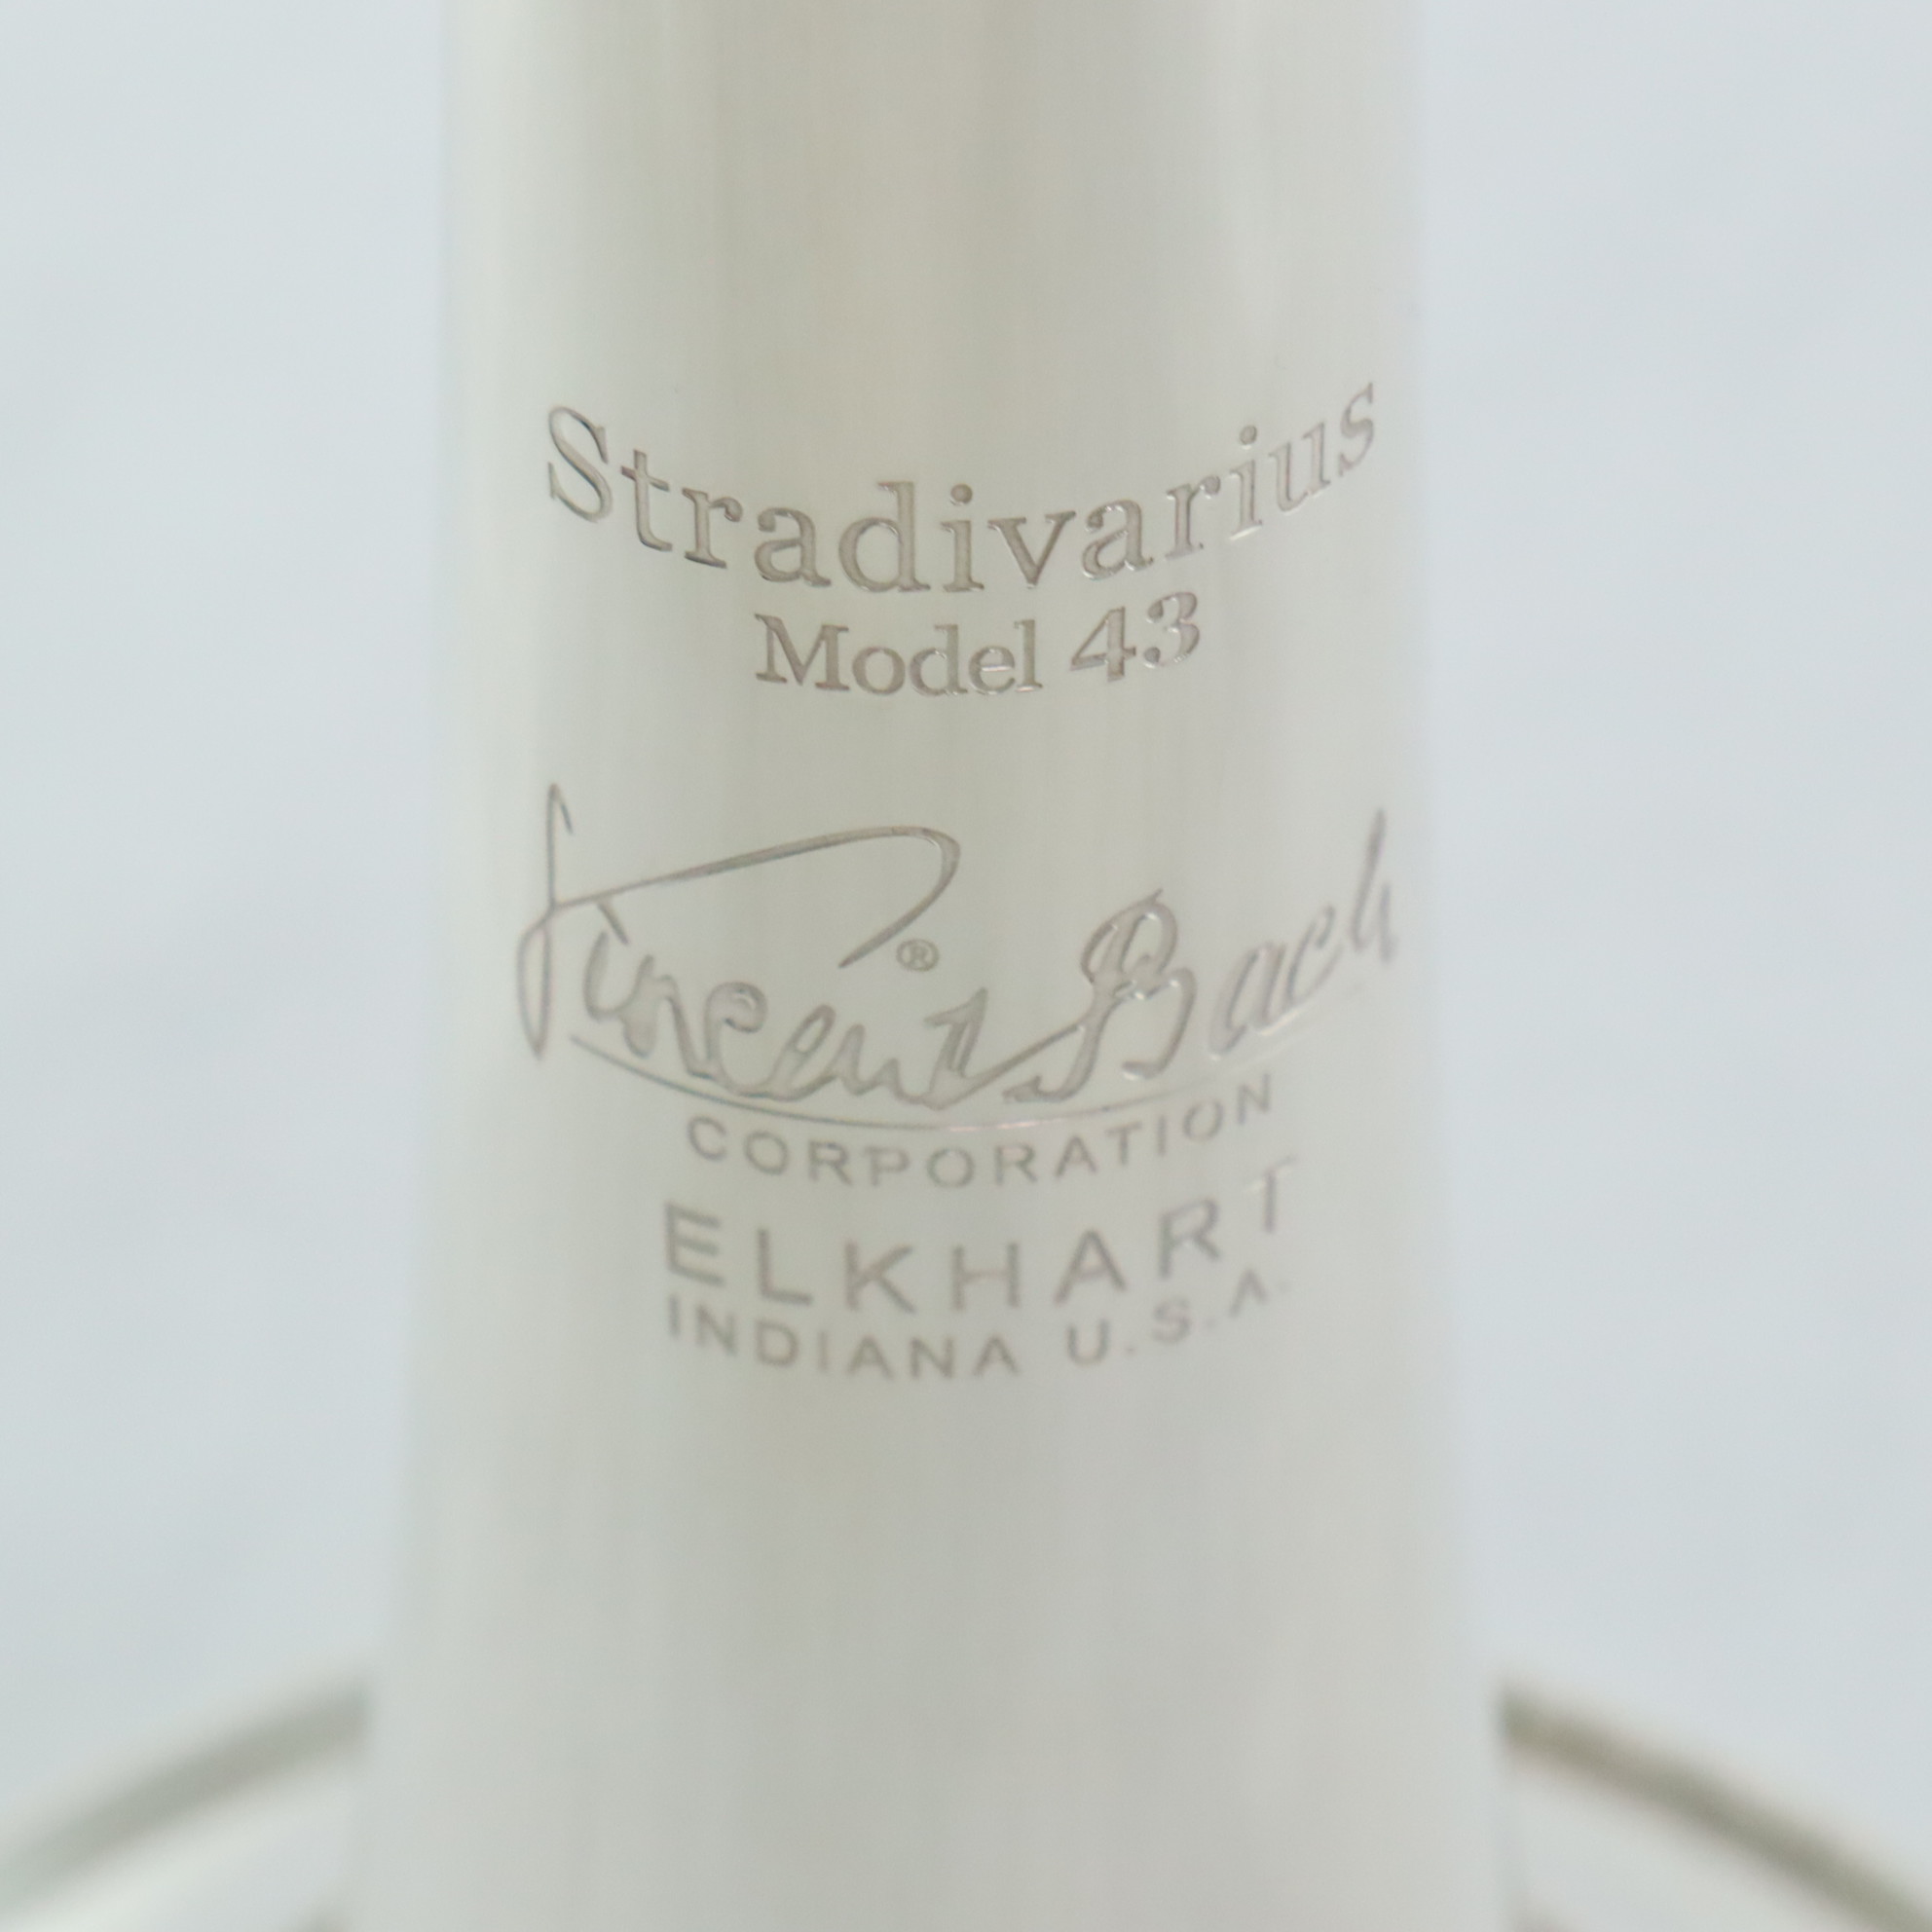 Stradivarius
Model 43
Vincent Bach ®
CORPORATION
ELKHART
INDIANA U.S.A.